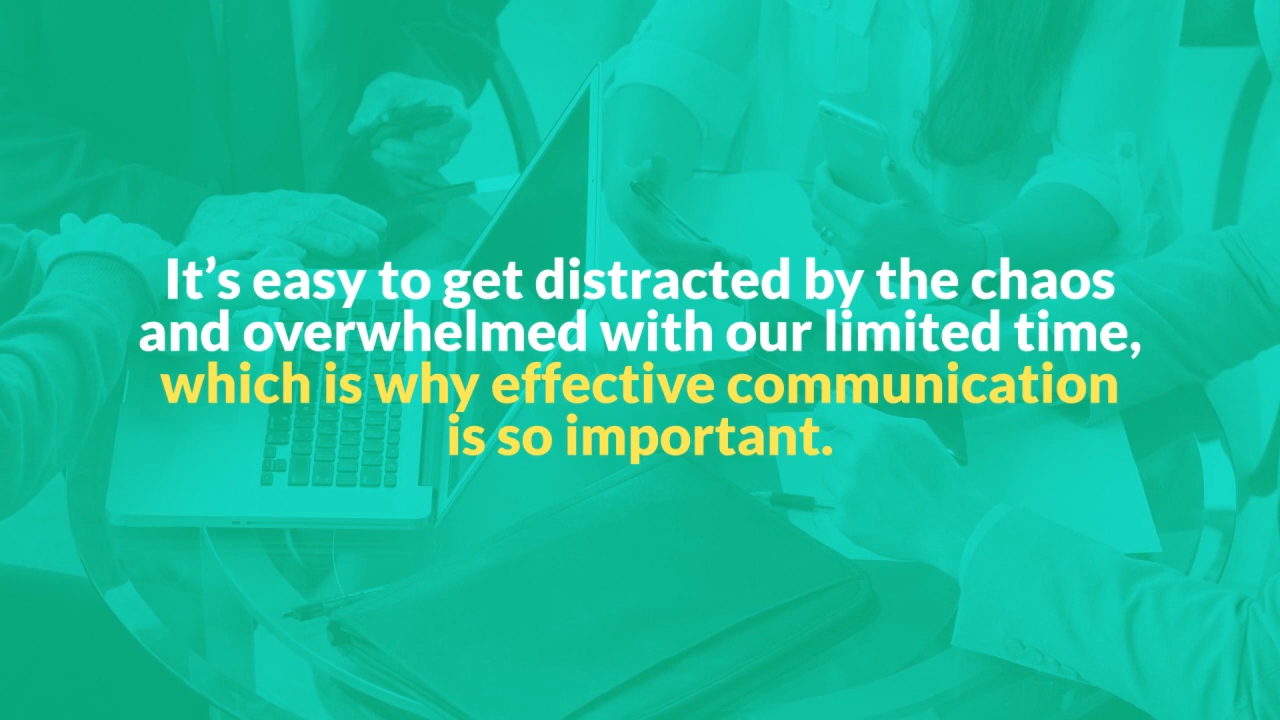 It’s easy to get distracted by the chaos
and overwhelmed with our limited time,
which is why effective communication
is so important.